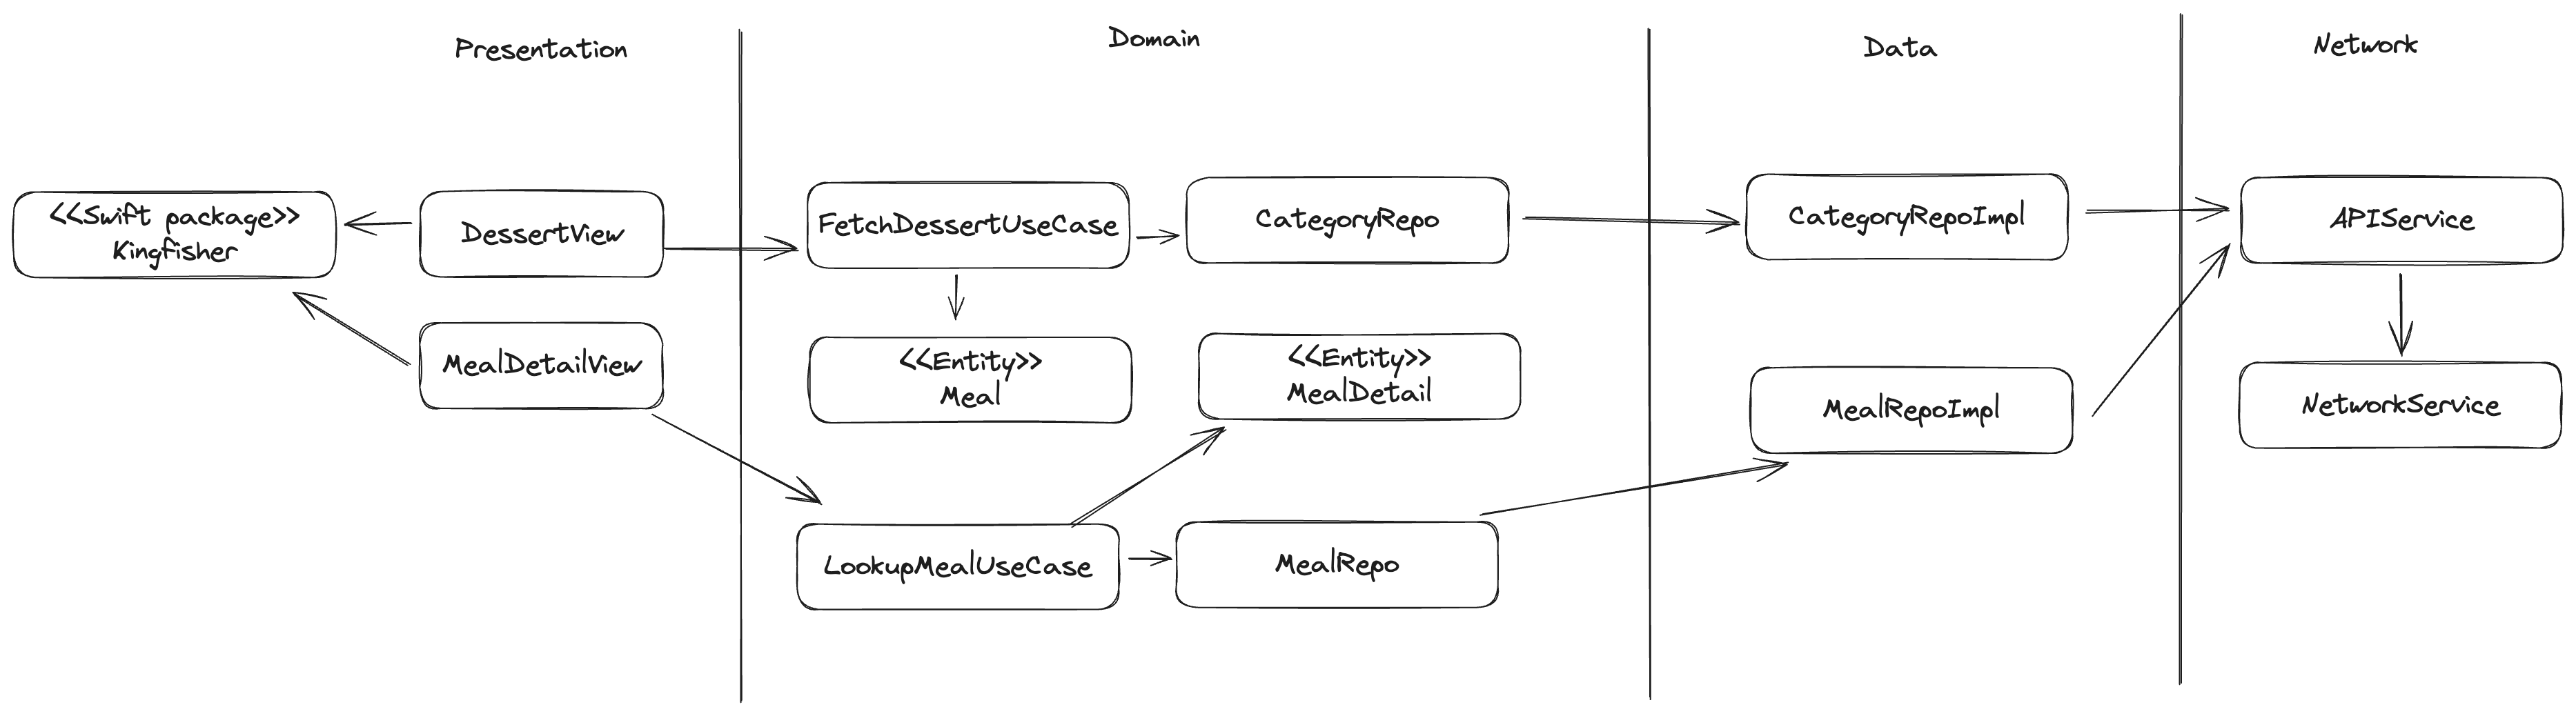 Presentation
Domain
Data
Network
<<Swift package>>
Kingfisher
DessertView
FetchDessertUseCase
CategoryRepo
CategoryRepoImpl
APIService
MealDetailView
<<Entity>>
Meal
<<Entity>>
MealDetail
MealRepoImpl
NetworkService
LookupMealUseCase
MealRepo